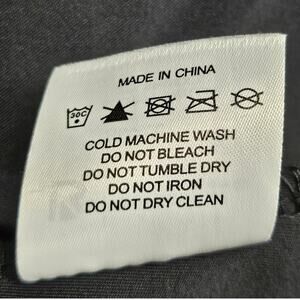 MADE IN CHINA
30C
COLD MACHINE WASH
DO NOT BLEACH
DO NOT TUMBLE DRY
DO NOT IRON
DO NOT DRY CLEAN